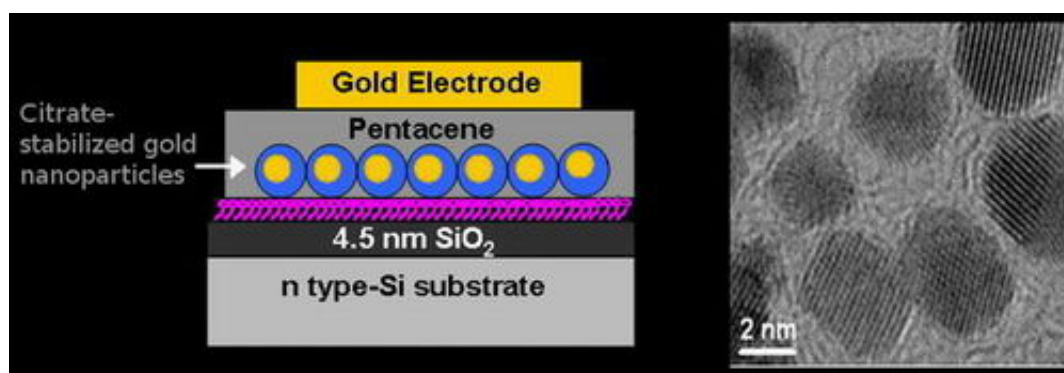 Gold Electrode
Citrate-
stabilized gold
nanoparticles
Pentacene
4.5 nm SiO₂
n type-Si substrate
2 nm